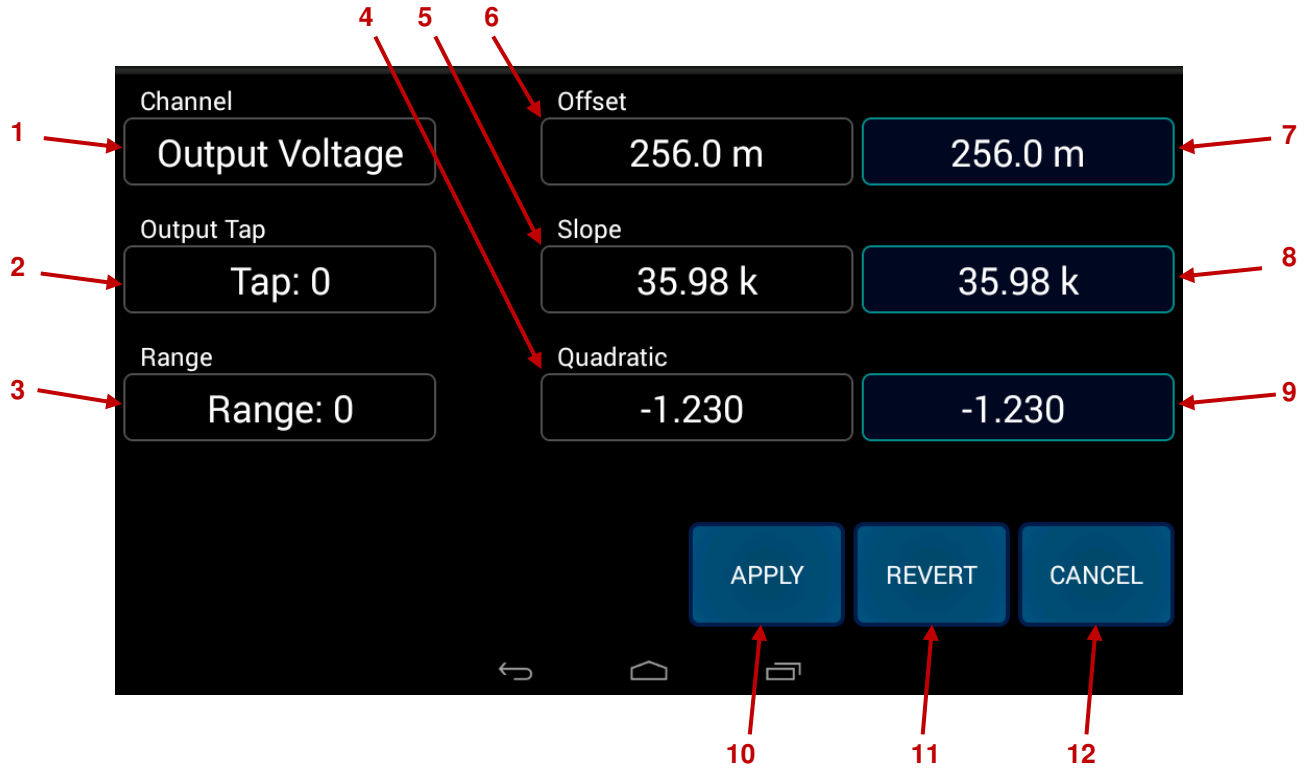 4 5 6
Channel Offset
1 Output Voltage 256.0 m 256.0 m 7
Output Tap Slope
2 Tap: 0 35.98 k 35.98 k 8
Range Quadratic
3 Range: 0 -1.230 -1.230 9
APPLY REVERT CANCEL
10 11 12